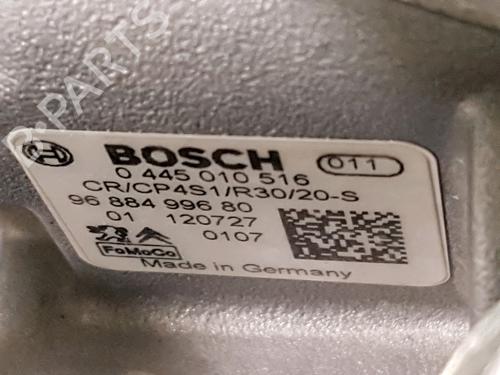 BOSCH 011
0 445 010 516
CR/CP4S1/R30/20-S
96 884 996 80
01 120727
0107
FoMoCo
Made in Germany